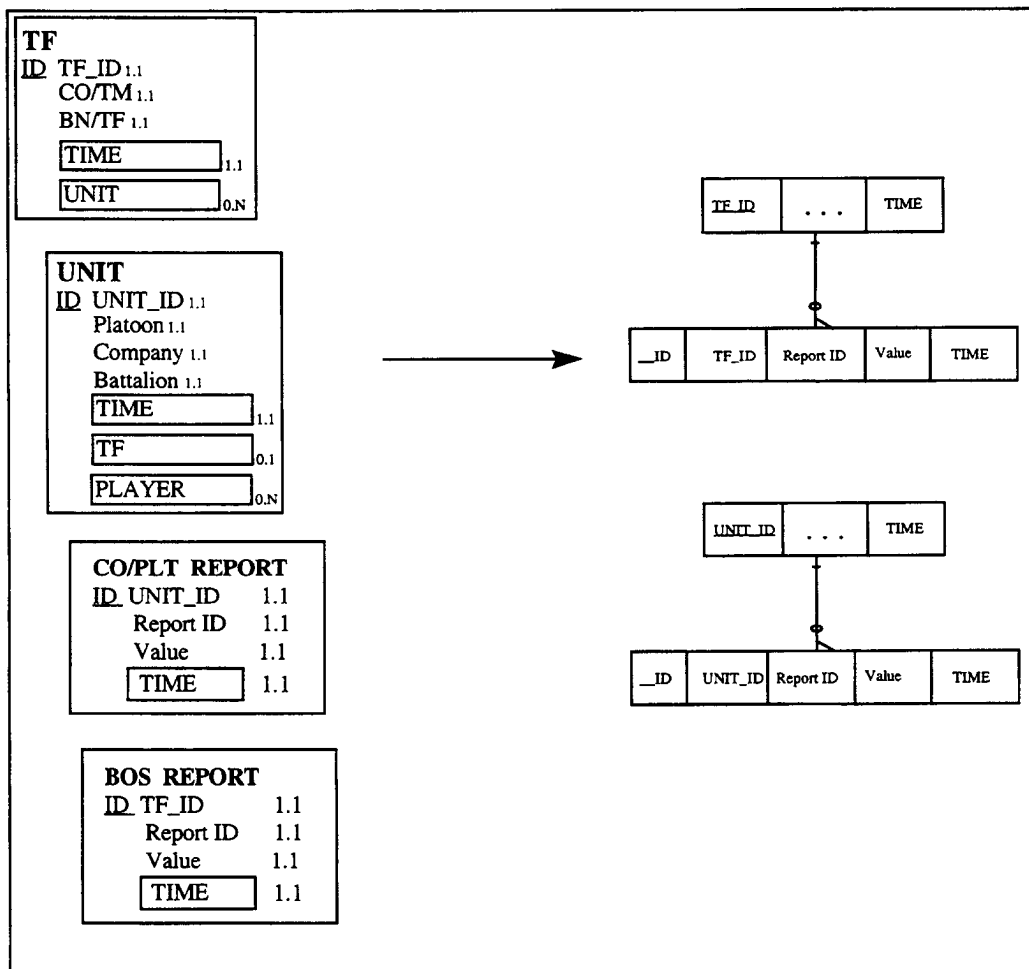 TF
ID TF_ID 1.1
CO/TM 1.1
BN/TF 1.1
TIME 1.1
UNIT 0.N
UNIT
ID UNIT_ID 1.1
Platoon 1.1
Company 1.1
Battalion 1.1
TIME 1.1
TF 0.1
PLAYER 0.N
CO/PLT REPORT
ID UNIT_ID 1.1
Report ID 1.1
Value 1.1
TIME 1.1
BOS REPORT
ID TF_ID 1.1
Report ID 1.1
Value 1.1
TIME 1.1
TF_ID . . . TIME
__ID TF_ID Report ID Value TIME
UNIT_ID . . . TIME
__ID UNIT_ID Report ID Value TIME